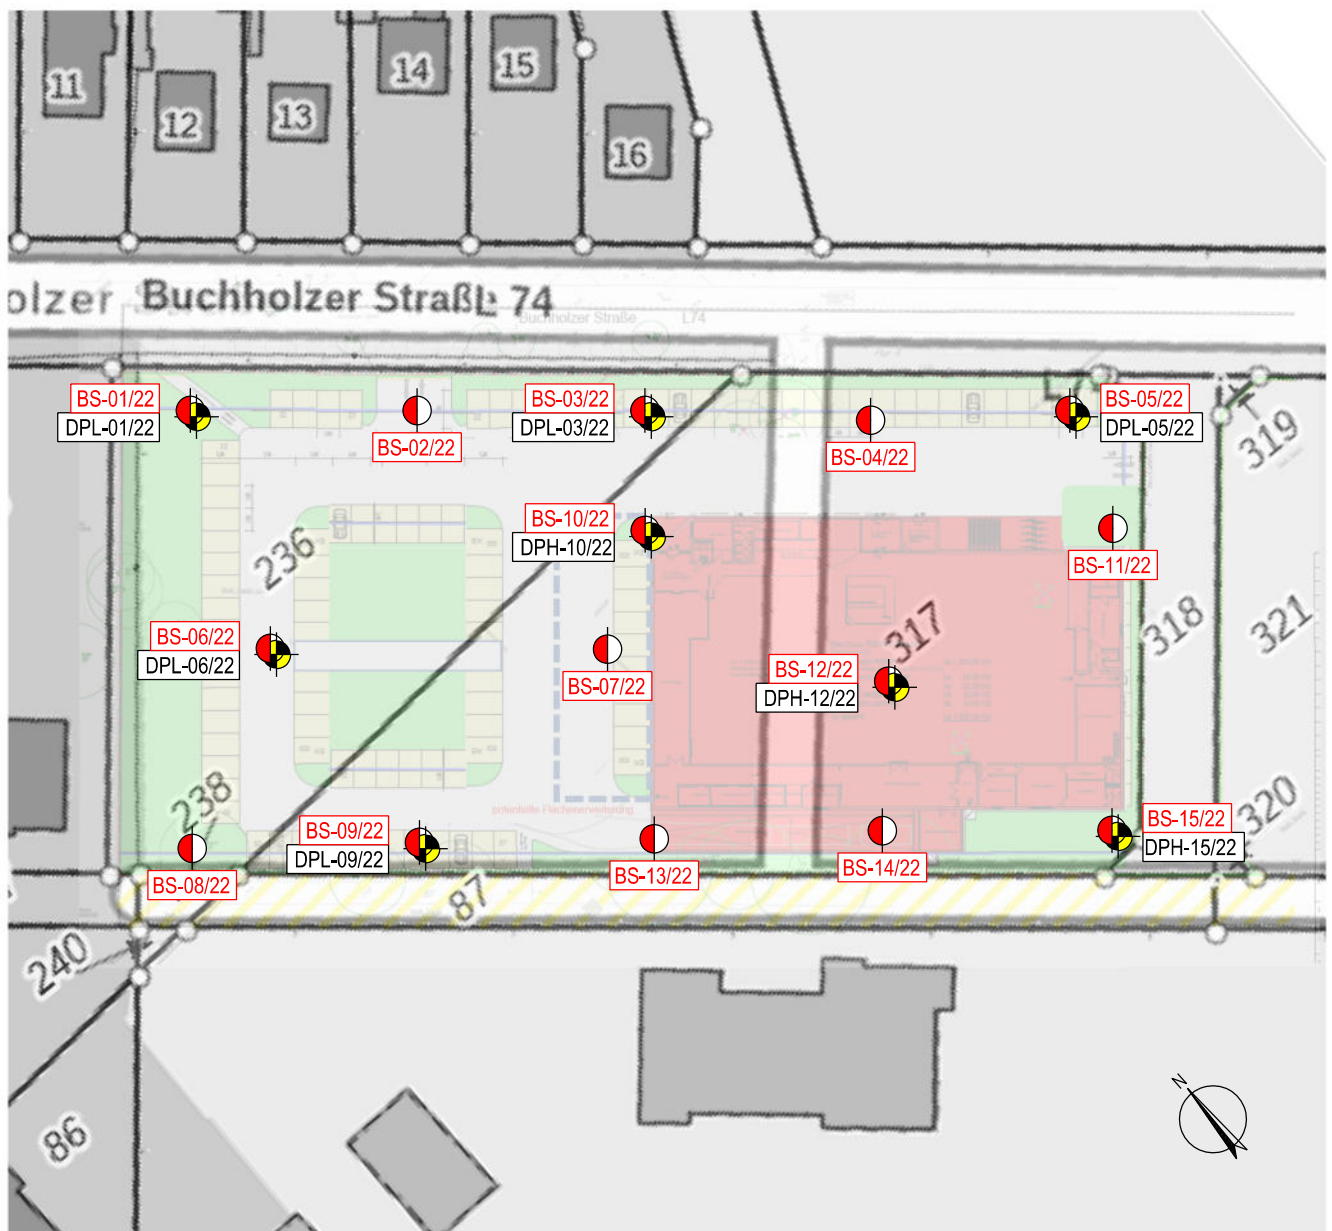 11
12
13
14
15
16
olzer
Buchholzer Straße 74
Buchholzer Straße
L74
BS-01/22
DPL-01/22
BS-02/22
BS-03/22
DPL-03/22
BS-04/22
BS-05/22
DPL-05/22
319
BS-10/22
DPH-10/22
236
BS-11/22
BS-06/22
DPL-06/22
BS-07/22
317
BS-12/22
DPH-12/22
318
321
238
potentielle Flächenerweiterung
320
BS-08/22
BS-09/22
DPL-09/22
BS-13/22
BS-14/22
BS-15/22
DPH-15/22
87
240
86
N